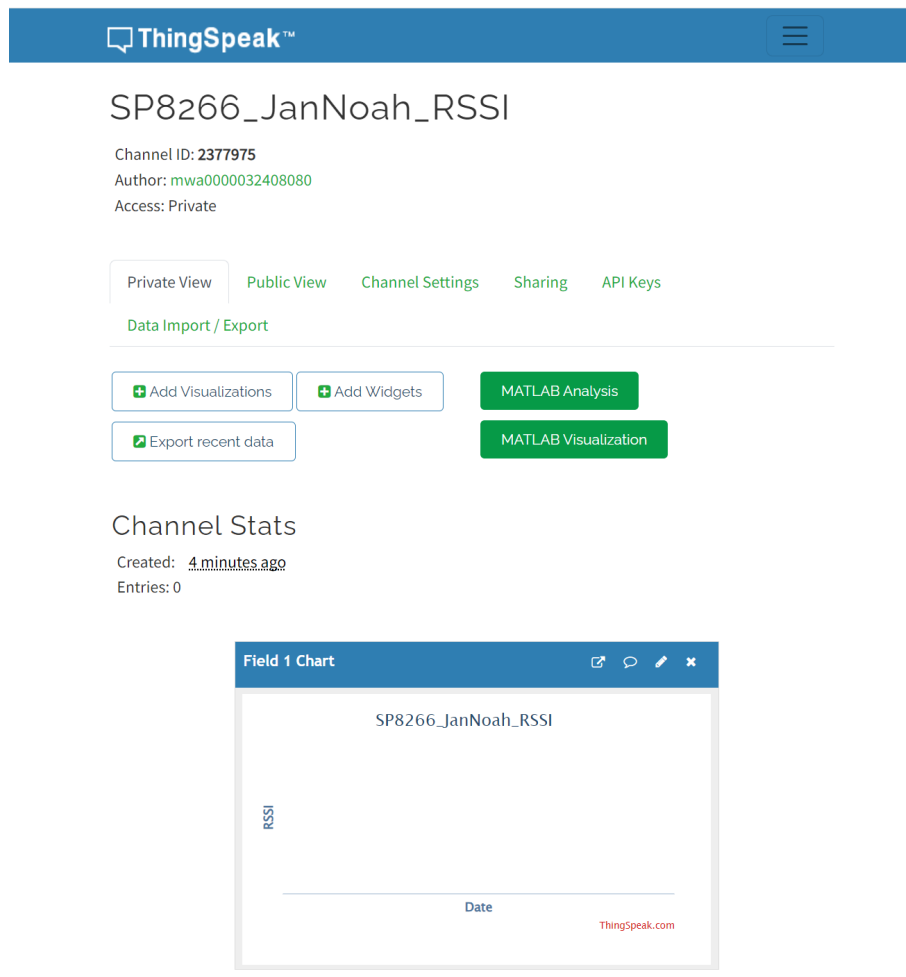 ThingSpeak™
SP8266_JanNoah_RSSI
Channel ID: 2377975
Author: mwa0000032408080
Access: Private
Private View Public View Channel Settings Sharing API Keys
Data Import / Export
Add Visualizations Add Widgets MATLAB Analysis
Export recent data MATLAB Visualization
Channel Stats
Created: 4 minutes ago
Entries: 0
Field 1 Chart
SP8266_JanNoah_RSSI
RSSI
Date
ThingSpeak.com